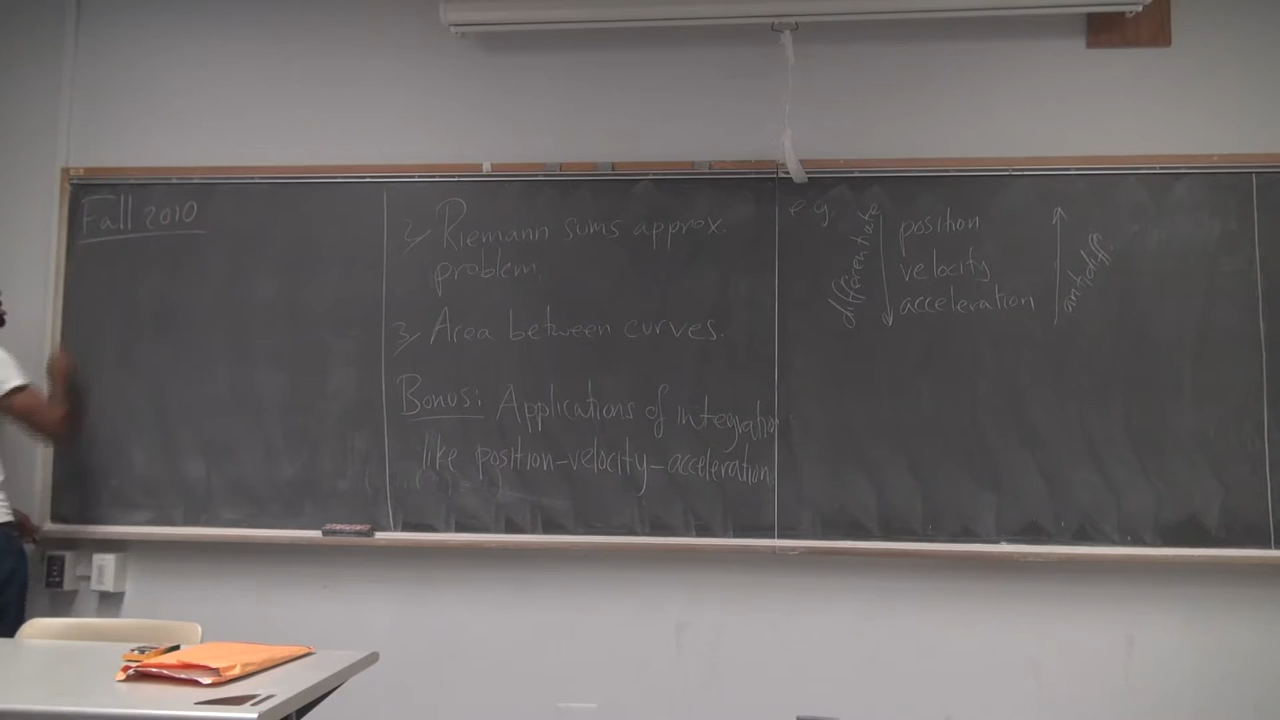 Fall 2010
2) Riemann sums approx.
problem.
3) Area between curves.
Bonus: Applications of integration
like position-velocity-acceleration
e.g.
differentiate
position
velocity
acceleration
antidiff.